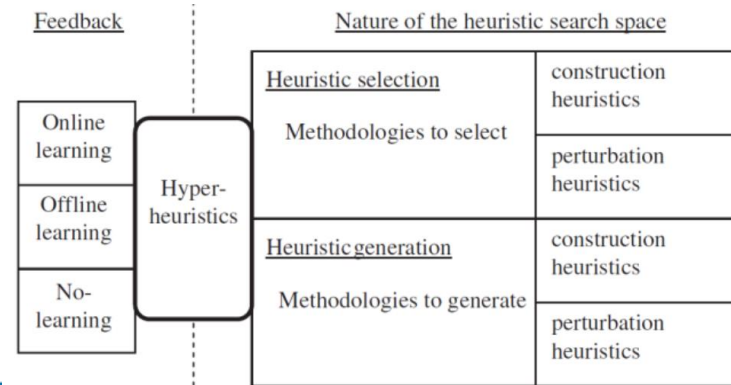 Feedback
Nature of the heuristic search space
Online
learning
Offline
learning
No-
learning
Hyper-
heuristics
Heuristic selection
Methodologies to select
construction
heuristics
perturbation
heuristics
Heuristic generation
Methodologies to generate
construction
heuristics
perturbation
heuristics